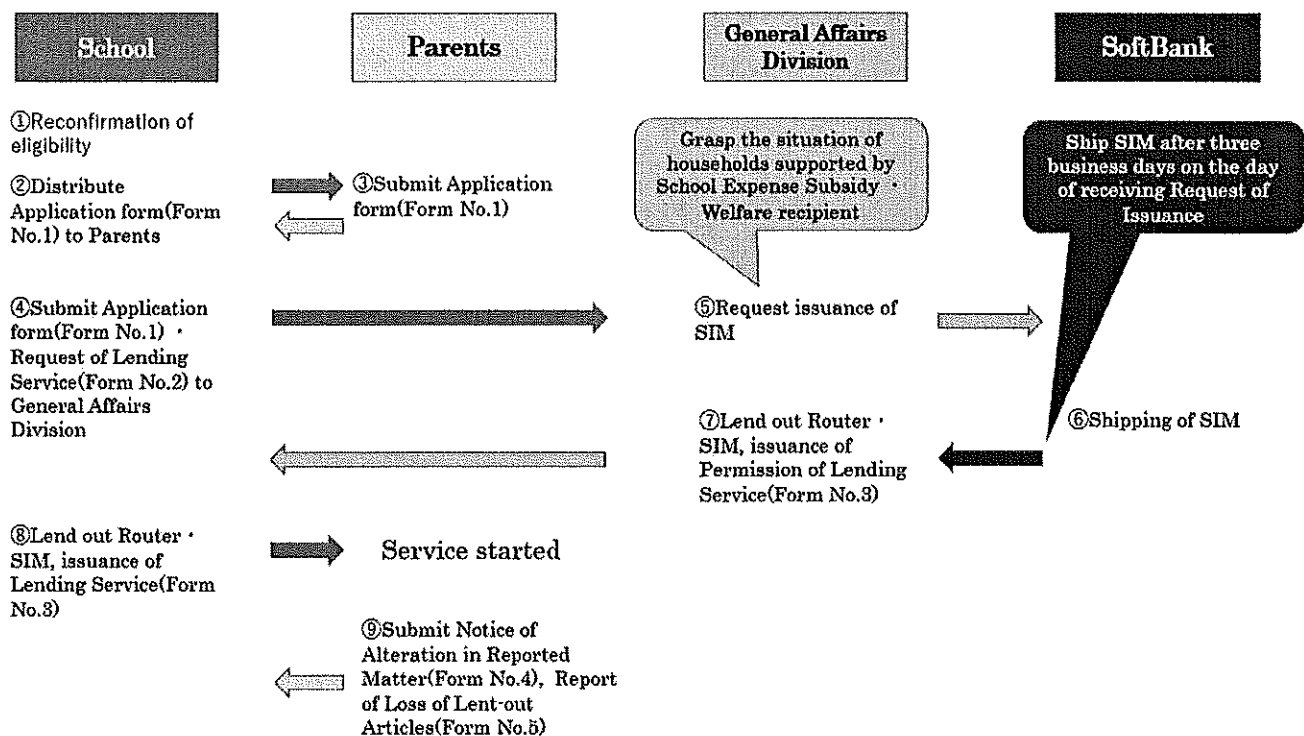 School
Parents
General Affairs
Division
SoftBank
①Reconfirmation of
eligibility
②Distribute
Application form(Form
No.1) to Parents
③Submit Application
form(Form No.1)
Grasp the situation of
households supported by
School Expense Subsidy ・
Welfare recipient
Ship SIM after three
business days on the day
of receiving Request of
Issuance
④Submit Application
form(Form No.1) ・
Request of Lending
Service(Form No.2) to
General Affairs
Division
⑤Request issuance of
SIM
⑦Lend out Router・
SIM, issuance of
Permission of Lending
Service(Form No.3)
⑥Shipping of SIM
⑧Lend out Router・
SIM, issuance of
Lending Service(Form
No.3)
Service started
⑨Submit Notice of
Alteration in Reported
Matter(Form No.4), Report
of Loss of Lent-out
Articles(Form No.5)